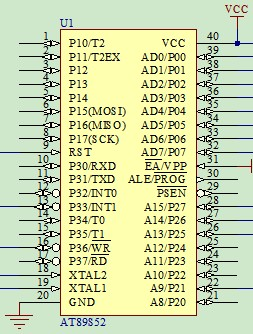 VCC
U1
1 P10/T2 VCC 40
2 P11/T2EX AD0/P00 39
3 P12 AD1/P01 38
4 P13 AD2/P02 37
5 P14 AD3/P03 36
6 P15(MOSI) AD4/P04 35
7 P16(MISO) AD5/P05 34
8 P17(SCK) AD6/P06 33
9 RST AD7/P07 32
10 P30/RXD EA/VPP 31
11 P31/TXD ALE/PROG 30
12 P32/INT0 PSEN 29
13 P33/INT1 A15/P27 28
14 P34/T0 A14/P26 27
15 P35/T1 A13/P25 26
16 P36/WR A12/P24 25
17 P37/RD A11/P23 24
18 XTAL2 A10/P22 23
19 XTAL1 A9/P21 22
20 GND A8/P20 21
AT89S52